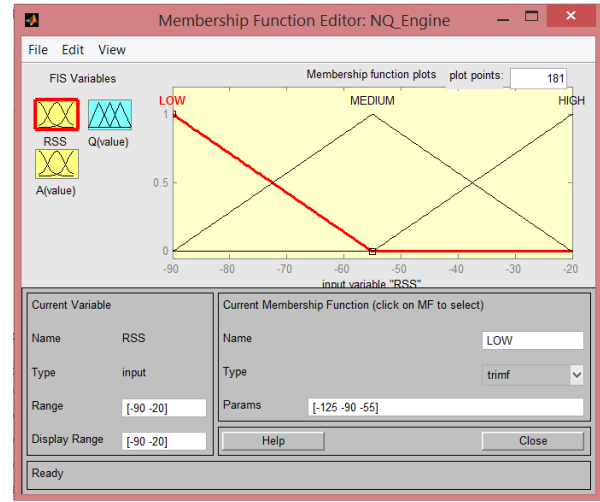 Membership Function Editor: NQ_Engine
File Edit View
FIS Variables
RSS Q(value)
A(value)
Membership function plots plot points: 181
LOW MEDIUM HIGH
1
0.5
0
-90 -80 -70 -60 -50 -40 -30 -20
input variable "RSS"
Current Variable
Name RSS
Type input
Range [-90 -20]
Display Range [-90 -20]
Current Membership Function (click on MF to select)
Name LOW
Type trimf
Params [-125 -90 -55]
Help Close
Ready